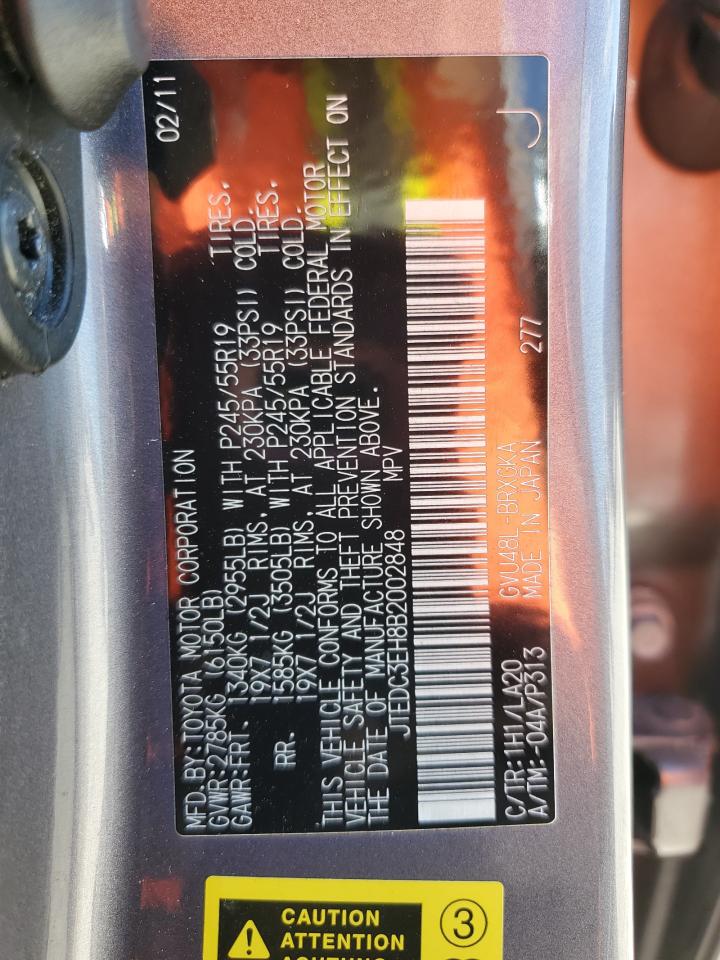 MFD.BY:TOYOTA MOTOR CORPORATION 02/11
GVWR:2785KG (6150LB)
GAWR:FRT. 1340KG (2955LB) WITH P245/55R19 TIRES,
19X7 1/2J RIMS, AT 230KPA (33PSI) COLD.
RR. 1585KG (3505LB) WITH P245/55R19 TIRES,
19X7 1/2J RIMS, AT 230KPA (33PSI) COLD.
THIS VEHICLE CONFORMS TO ALL APPLICABLE FEDERAL MOTOR
VEHICLE SAFETY AND THEFT PREVENTION STANDARDS IN EFFECT ON
THE DATE OF MANUFACTURE SHOWN ABOVE.
JTEDC3EH8B2002848 MPV
C/TR:1H1/LA20 GVU48L-BRXGKA 277 J
A/TM:-04A/P313 MADE IN JAPAN
CAUTION 3
ATTENTION
ACHTUNG